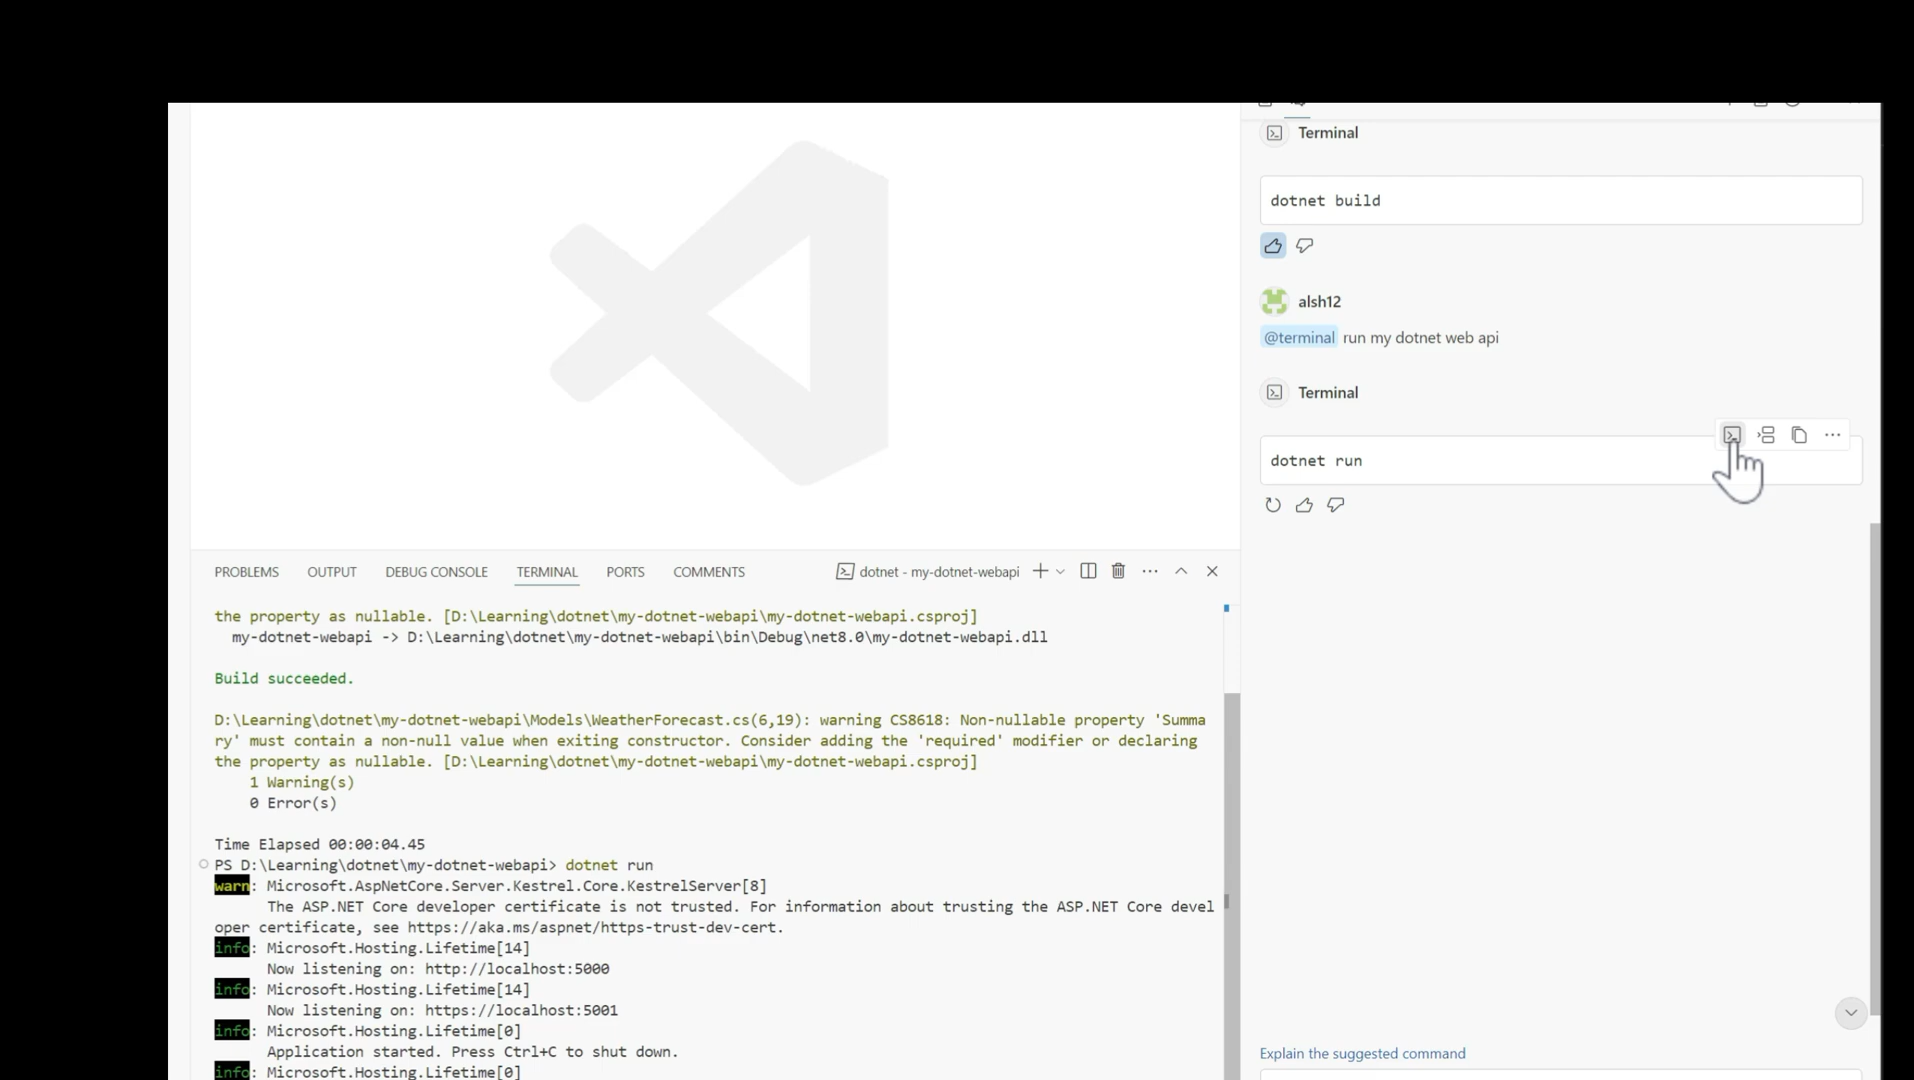 Terminal
dotnet build
alsh12
@terminal run my dotnet web api
Terminal
dotnet run
PROBLEMS OUTPUT DEBUG CONSOLE TERMINAL PORTS COMMENTS dotnet - my-dotnet-webapi
the property as nullable. [D:\Learning\dotnet\my-dotnet-webapi\my-dotnet-webapi.csproj]
my-dotnet-webapi -> D:\Learning\dotnet\my-dotnet-webapi\bin\Debug\net8.0\my-dotnet-webapi.dll
Build succeeded.
D:\Learning\dotnet\my-dotnet-webapi\Models\WeatherForecast.cs(6,19): warning CS8618: Non-nullable property 'Summa
ry' must contain a non-null value when exiting constructor. Consider adding the 'required' modifier or declaring
the property as nullable. [D:\Learning\dotnet\my-dotnet-webapi\my-dotnet-webapi.csproj]
1 Warning(s)
0 Error(s)
Time Elapsed 00:00:04.45
PS D:\Learning\dotnet\my-dotnet-webapi> dotnet run
warn: Microsoft.AspNetCore.Server.Kestrel.Core.KestrelServer[8]
The ASP.NET Core developer certificate is not trusted. For information about trusting the ASP.NET Core devel
oper certificate, see https://aka.ms/aspnet/https-trust-dev-cert.
info: Microsoft.Hosting.Lifetime[14]
Now listening on: http://localhost:5000
info: Microsoft.Hosting.Lifetime[14]
Now listening on: https://localhost:5001
info: Microsoft.Hosting.Lifetime[0]
Application started. Press Ctrl+C to shut down.
info: Microsoft.Hosting.Lifetime[0]
Explain the suggested command